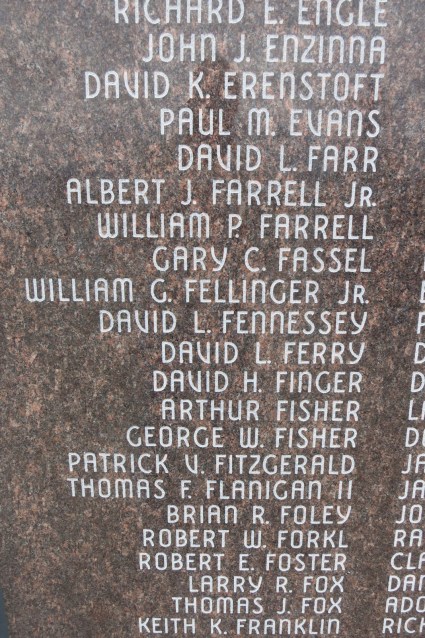 RICHARD E. ENGLE
JOHN J. ENZINNA
DAVID K. ERENSTOFT
PAUL M. EVANS
DAVID L. FARR
ALBERT J. FARRELL JR.
WILLIAM P. FARRELL
GARY C. FASSEL
WILLIAM G. FELLINGER JR.
DAVID L. FENNESSEY
DAVID L. FERRY
DAVID H. FINGER
ARTHUR FISHER
GEORGE W. FISHER
PATRICK V. FITZGERALD
THOMAS F. FLANIGAN II
BRIAN R. FOLEY
ROBERT W. FORKL
ROBERT E. FOSTER
LARRY R. FOX
THOMAS J. FOX
KEITH K. FRANKLIN